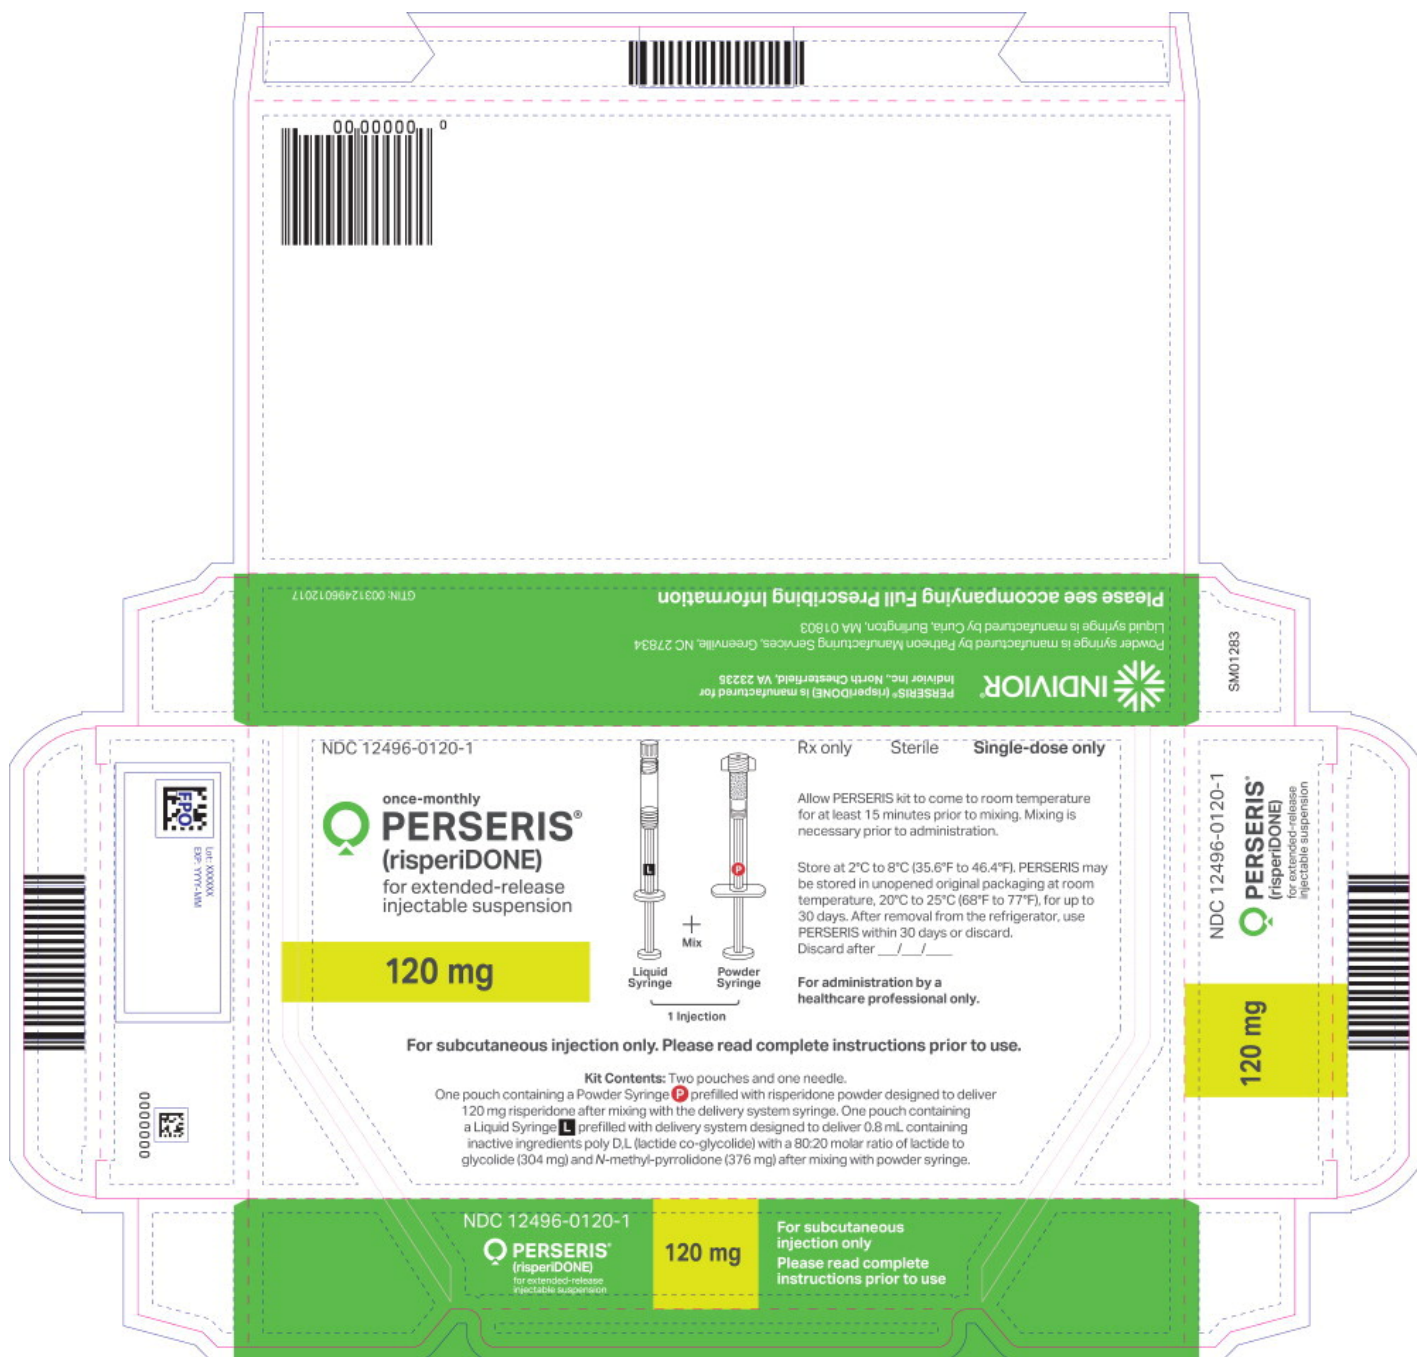 00 00000 0
Please see accompanying Full Prescribing Information
GTIN: 00312496012017
Liquid syringe is manufactured by Curia, Burlington, MA 01803
Powder syringe is manufactured by Patheon Manufacturing Services, Greenville, NC 27834
INDIVIOR®
PERSERIS® (risperiDONE) is manufactured for
Indivior Inc., North Chesterfield, VA 23235
SM01283
NDC 12496-0120-1
once-monthly
PERSERIS®
(risperiDONE)
for extended-release
injectable suspension
120 mg
L
P
+
Mix
Liquid
Syringe
Powder
Syringe
1 Injection
Rx only Sterile Single-dose only
Allow PERSERIS kit to come to room temperature
for at least 15 minutes prior to mixing. Mixing is
necessary prior to administration.
Store at 2°C to 8°C (35.6°F to 46.4°F). PERSERIS may
be stored in unopened original packaging at room
temperature, 20°C to 25°C (68°F to 77°F), for up to
30 days. After removal from the refrigerator, use
PERSERIS within 30 days or discard.
Discard after ___/___/____
For administration by a
healthcare professional only.
For subcutaneous injection only. Please read complete instructions prior to use.
Kit Contents: Two pouches and one needle.
One pouch containing a Powder Syringe P prefilled with risperidone powder designed to deliver
120 mg risperidone after mixing with the delivery system syringe. One pouch containing
a Liquid Syringe L prefilled with delivery system designed to deliver 0.8 mL containing
inactive ingredients poly D,L (lactide co-glycolide) with a 80:20 molar ratio of lactide to
glycolide (304 mg) and N-methyl-pyrrolidone (376 mg) after mixing with powder syringe.
FPO
Lot: XXXXXX
EXP: YYYY-MM
0000000
NDC 12496-0120-1
PERSERIS®
(risperiDONE)
for extended-release
injectable suspension
120 mg
NDC 12496-0120-1
PERSERIS®
(risperiDONE)
for extended-release
injectable suspension
120 mg
For subcutaneous
injection only
Please read complete
instructions prior to use